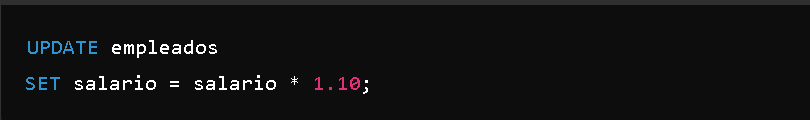 UPDATE empleados
SET salario = salario * 1.10;